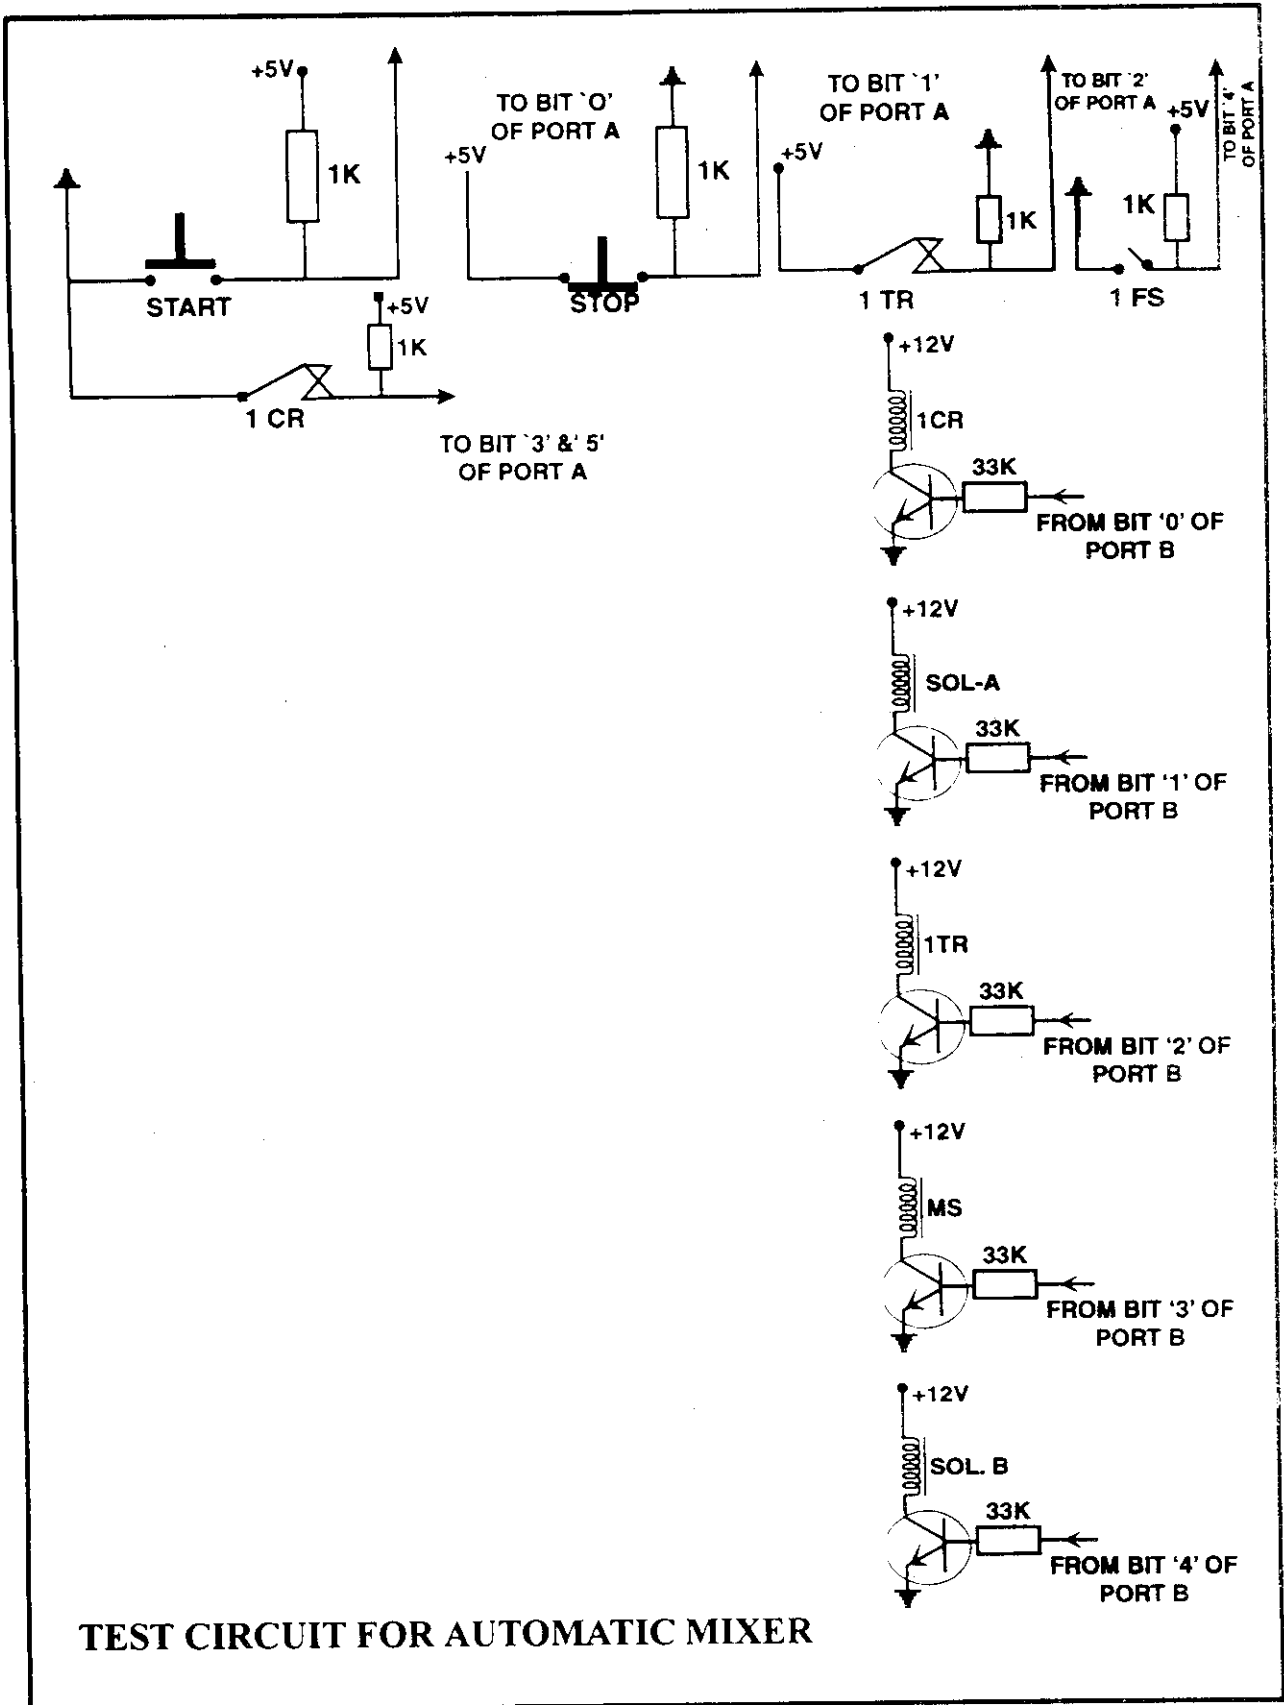 +5V
1K
START
+5V
1K
1 CR
TO BIT `3' &' 5'
OF PORT A
TO BIT `O'
OF PORT A
+5V
1K
STOP
TO BIT `1'
OF PORT A
+5V
1K
1 TR
TO BIT `2'
OF PORT A
+5V
1K
1 FS
TO BIT `4'
OF PORT A
+12V
1CR
33K
FROM BIT '0' OF
PORT B
+12V
SOL-A
33K
FROM BIT '1' OF
PORT B
+12V
1TR
33K
FROM BIT '2' OF
PORT B
+12V
MS
33K
FROM BIT '3' OF
PORT B
+12V
SOL. B
33K
FROM BIT '4' OF
PORT B
TEST CIRCUIT FOR AUTOMATIC MIXER